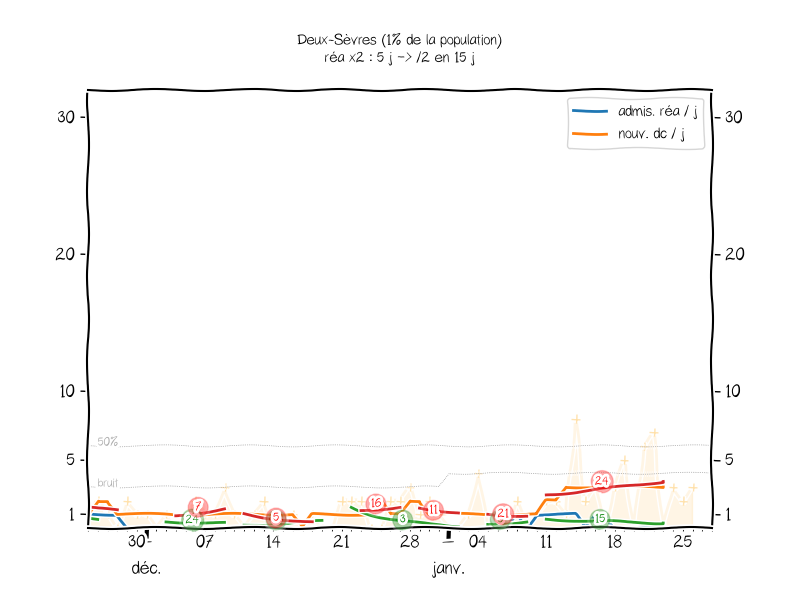 Deux-Sèvres (1% de la population)
réa x2 : 5 j -> /2 en 15 j
admis. réa / j
nouv. dc / j
30 30
20 20
10 10
50%
5 5
bruit
1 1
7 24 5 16 3 11 21 24 15
30 07 14 21 28 04 11 18 25
déc. janv.